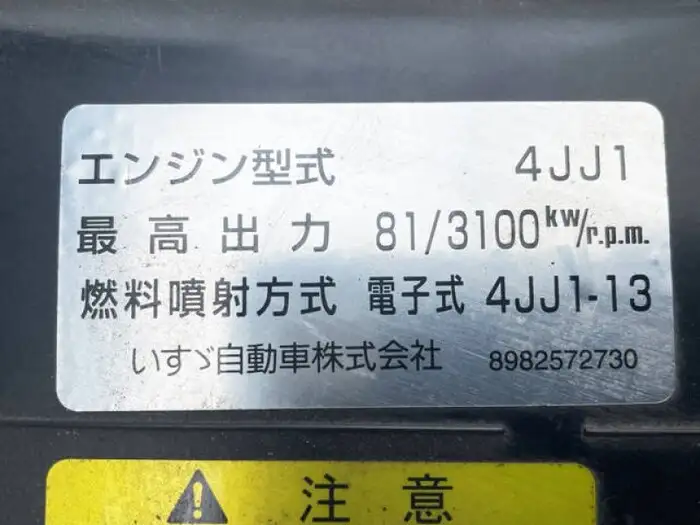 エンジン型式 4JJ1
最高出力 81/3100kW/r.p.m.
燃料噴射方式 電子式 4JJ1-13
いすゞ自動車株式会社 8982572730
注意